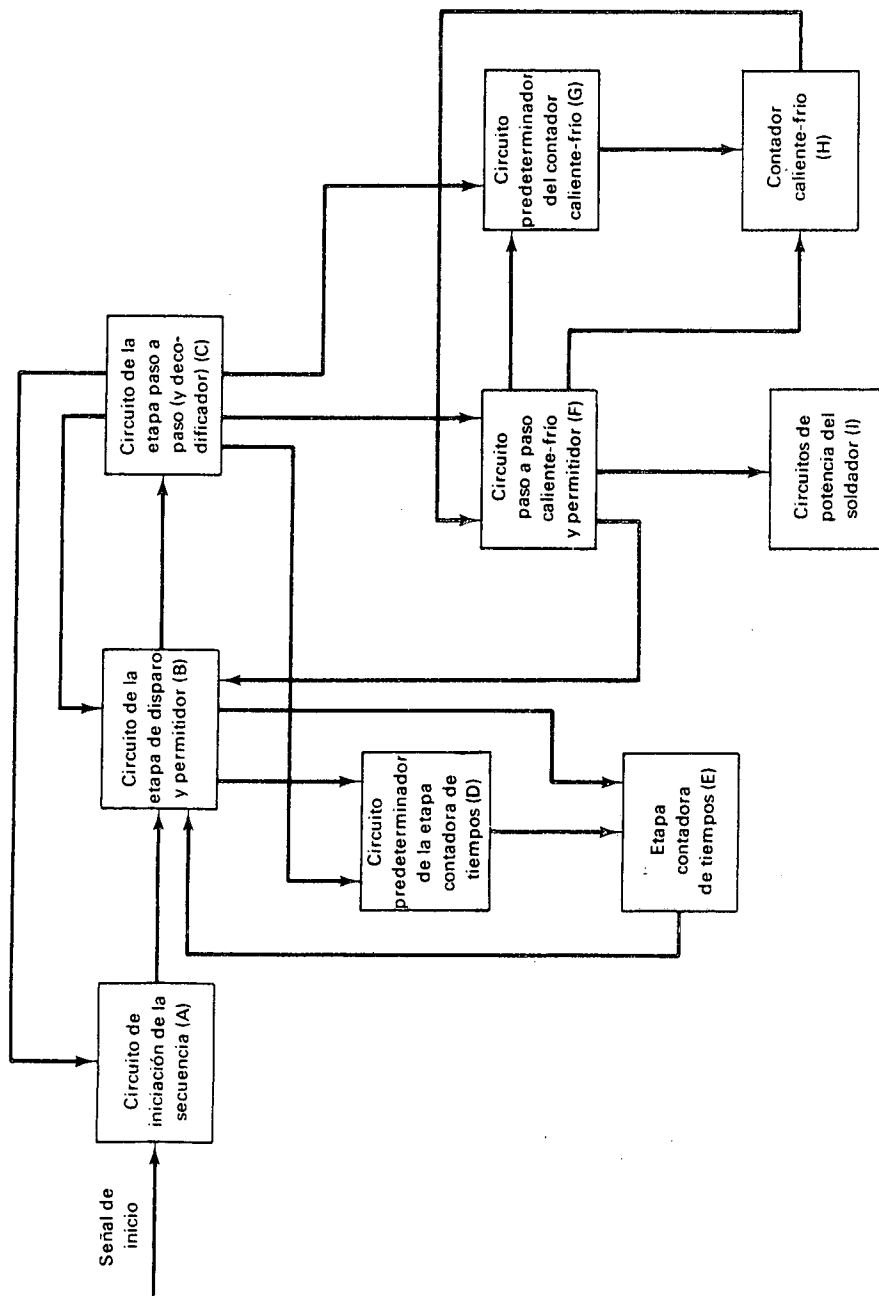 Señal de
inicio
Circuito de
iniciación de la
secuencia (A)
Circuito de la
etapa de disparo
y permitidor (B)
Circuito de la
etapa paso a
paso (y deco-
dificador) (C)
Circuito
predeterminador
de la etapa
contadora de
tiempos (D)
Etapa
contadora
de tiempos (E)
Circuito
paso a paso
caliente-frío
y permitidor (F)
Circuito
predeterminador
del contador
caliente-frío (G)
Contador
caliente-frio
(H)
Circuitos de
potencia del
soldador (I)